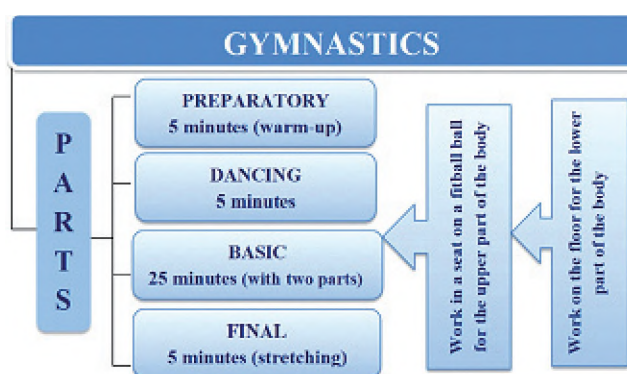 GYMNASTICS
PARTS
PREPARATORY
5 minutes (warm-up)
DANCING
5 minutes
BASIC
25 minutes (with two parts)
FINAL
5 minutes (stretching)
Work in a seat on a fitball ball
for the upper part of the body
Work on the floor for the lower
part of the body